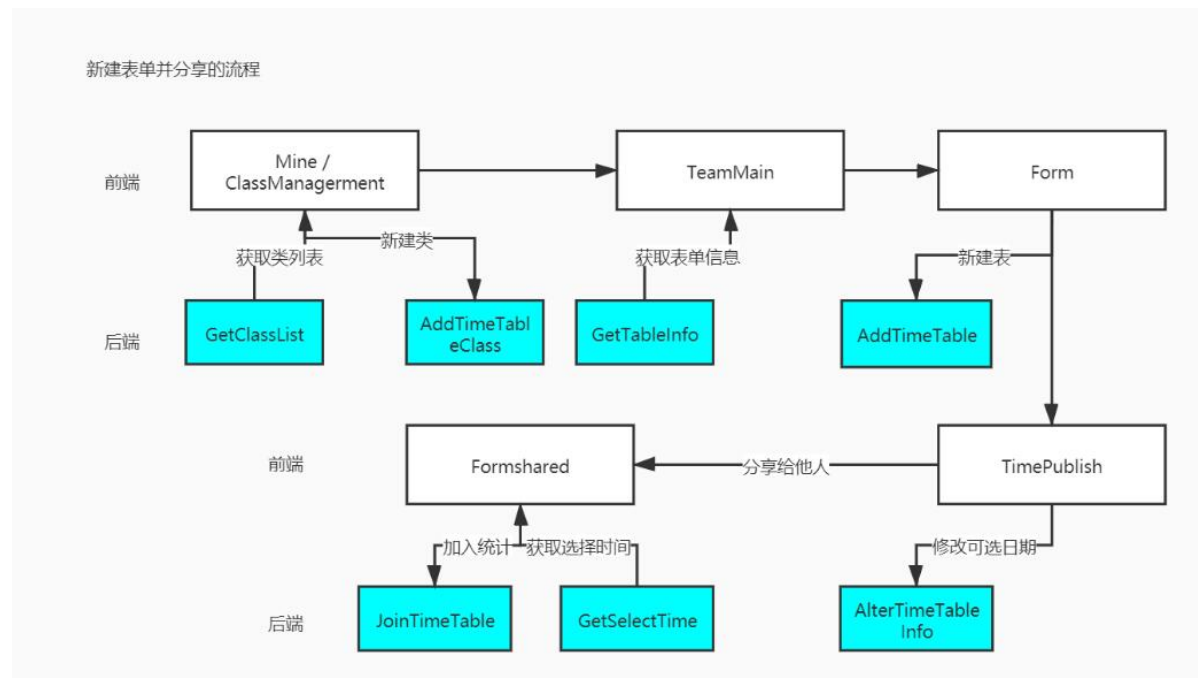 新建表单并分享的流程
前端
Mine /
ClassManagerment
TeamMain
Form
获取类列表
新建类
获取表单信息
新建表
后端
GetClassList
AddTimeTabl
eClass
GetTableInfo
AddTimeTable
前端
Formshared
分享给他人
TimePublish
加入统计
获取选择时间
修改可选日期
后端
JoinTimeTable
GetSelectTime
AlterTimeTable
Info